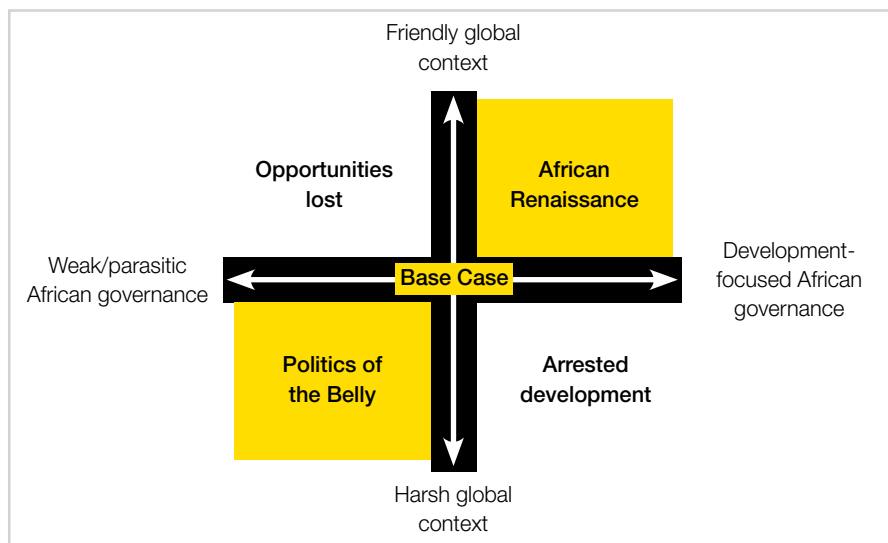 Friendly global
context
Opportunities
lost
African
Renaissance
Weak/parasitic
African governance
Base Case
Development-
focused African
governance
Politics of
the Belly
Arrested
development
Harsh global
context